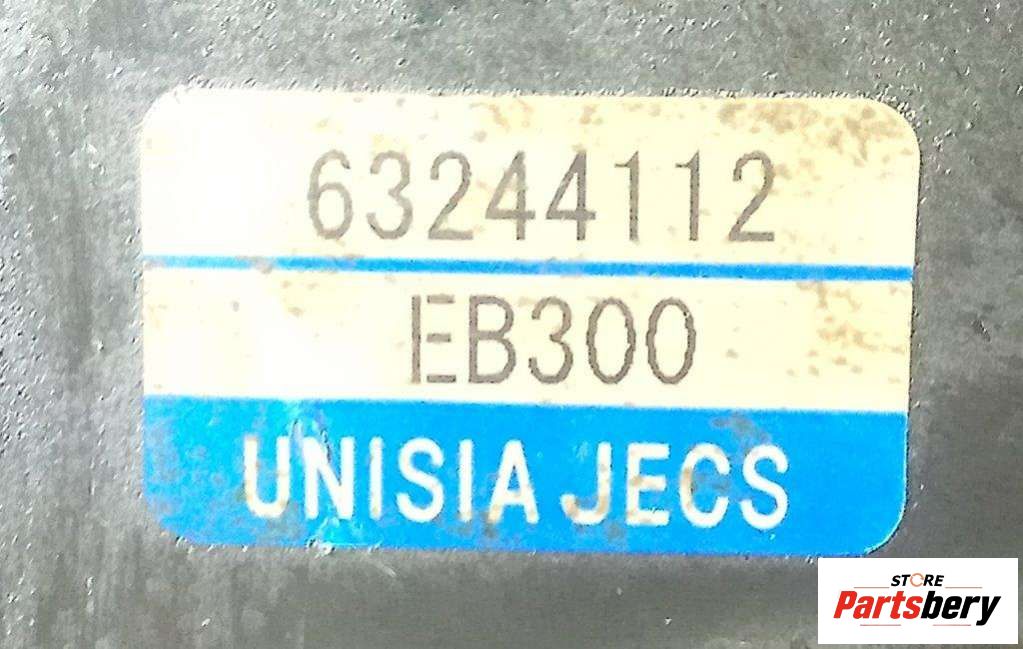 63244112
EB300
UNISIA JECS
STORE
Partsbery